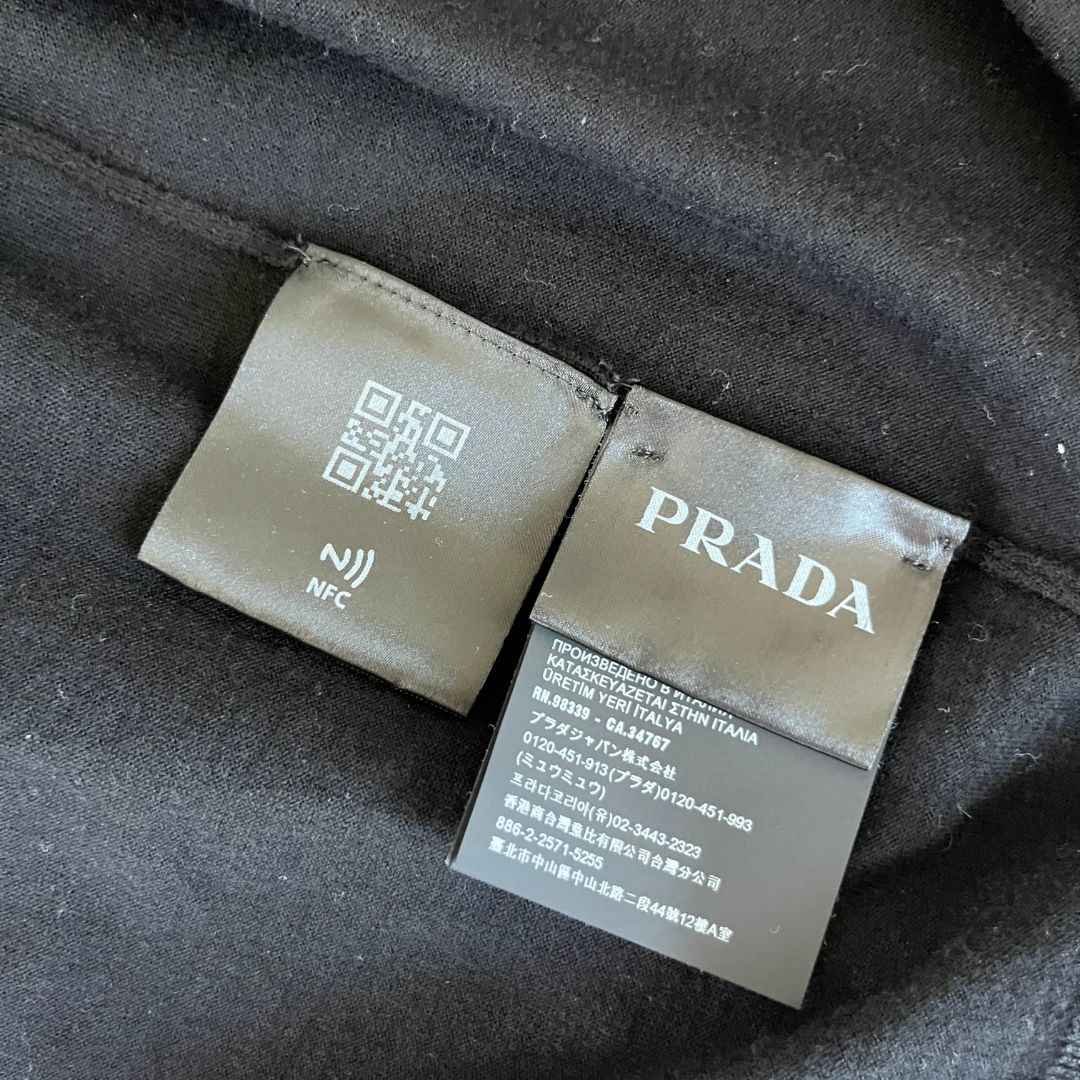 NFC
PRADA
ПРОИЗВЕДЕНО В ИТАЛИИ
ΚΑΤΑΣΚΕΥΑΖΕΤΑΙ ΣΤΗΝ ΙΤΑΛΙΑ
ÜRETİM YERİ İTALYA
RN.98339 - CA.34767
プラダジャパン株式会社
0120-451-913(プラダ)0120-451-993
(ミュウミュウ)
프라다코리아(유)02-3443-2323
香港商台灣意比有限公司台灣分公司
886-2-2571-5255
臺北市中山區中山北路二段44號12樓A室